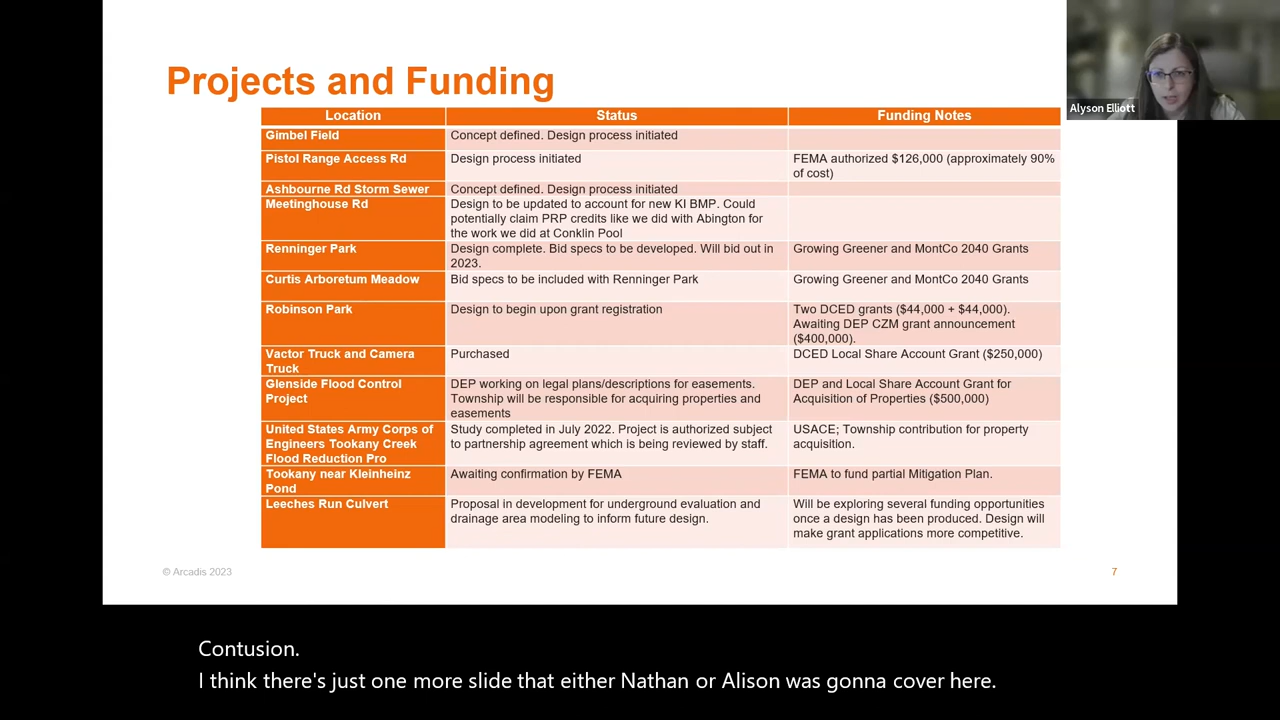 Projects and Funding
Alyson Elliott
Location Status Funding Notes
Gimbel Field Concept defined. Design process initiated
Pistol Range Access Rd Design process initiated FEMA authorized $126,000 (approximately 90%
of cost)
Ashbourne Rd Storm Sewer Concept defined. Design process initiated
Meetinghouse Rd Design to be updated to account for new KI BMP. Could
potentially claim PRP credits like we did with Abington for
the work we did at Conklin Pool
Renninger Park Design complete. Bid specs to be developed. Will bid out in Growing Greener and MontCo 2040 Grants
2023.
Curtis Arboretum Meadow Bid specs to be included with Renninger Park Growing Greener and MontCo 2040 Grants
Robinson Park Design to begin upon grant registration Two DCED grants ($44,000 + $44,000).
Awaiting DEP CZM grant announcement
($400,000).
Vactor Truck and Camera Purchased DCED Local Share Account Grant ($250,000)
Truck
Glenside Flood Control DEP working on legal plans/descriptions for easements. DEP and Local Share Account Grant for
Project Township will be responsible for acquiring properties and Acquisition of Properties ($500,000)
easements
United States Army Corps of Study completed in July 2022. Project is authorized subject USACE; Township contribution for property
Engineers Tookany Creek to partnership agreement which is being reviewed by staff. acquisition.
Flood Reduction Pro
Tookany near Kleinheinz Awaiting confirmation by FEMA FEMA to fund partial Mitigation Plan.
Pond
Leeches Run Culvert Proposal in development for underground evaluation and Will be exploring several funding opportunities
drainage area modeling to inform future design. once a design has been produced. Design will
make grant applications more competitive.
© Arcadis 2023 7
Contusion.
I think there's just one more slide that either Nathan or Alison was gonna cover here.